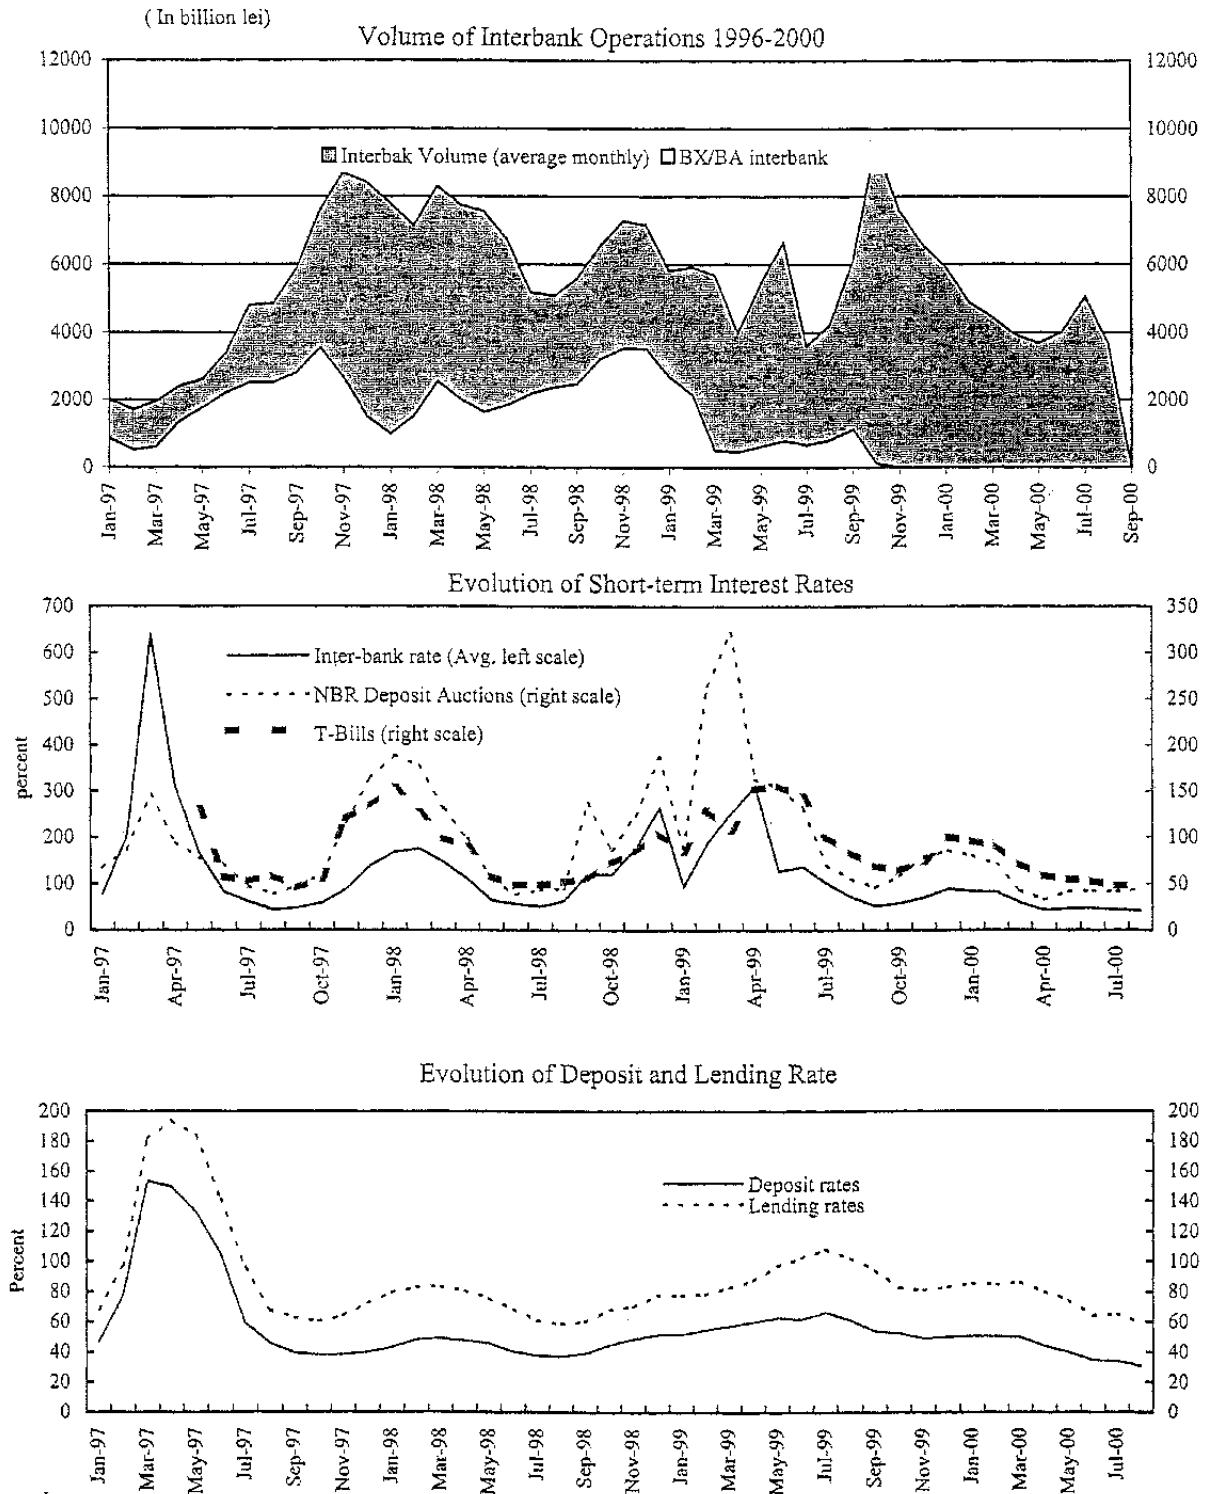 ( In billion lei)
Volume of Interbank Operations 1996-2000
12000 12000
10000 10000
Interbak Volume (average monthly) BX/BA interbank
8000 8000
6000 6000
4000 4000
2000 2000
0 0
Jan-97 Mar-97 May-97 Jul-97 Sep-97 Nov-97 Jan-98 Mar-98 May-98 Jul-98 Sep-98 Nov-98 Jan-99 Mar-99 May-99 Jul-99 Sep-99 Nov-99 Jan-00 Mar-00 May-00 Jul-00 Sep-00
Evolution of Short-term Interest Rates
700 350
600 300
Inter-bank rate (Avg. left scale)
500 250
NBR Deposit Auctions (right scale)
T-Bills (right scale)
400 200
percent
300 150
200 100
100 50
0 0
Jan-97 Apr-97 Jul-97 Oct-97 Jan-98 Apr-98 Jul-98 Oct-98 Jan-99 Apr-99 Jul-99 Oct-99 Jan-00 Apr-00 Jul-00
Evolution of Deposit and Lending Rate
200 200
180 180
160 160
Deposit rates
140 140
Lending rates
120 120
Percent
100 100
80 80
60 60
40 40
20 20
0 0
Jan-97 Mar-97 May-97 Jul-97 Sep-97 Nov-97 Jan-98 Mar-98 May-98 Jul-98 Sep-98 Nov-98 Jan-99 Mar-99 May-99 Jul-99 Sep-99 Nov-99 Jan-00 Mar-00 May-00 Jul-00